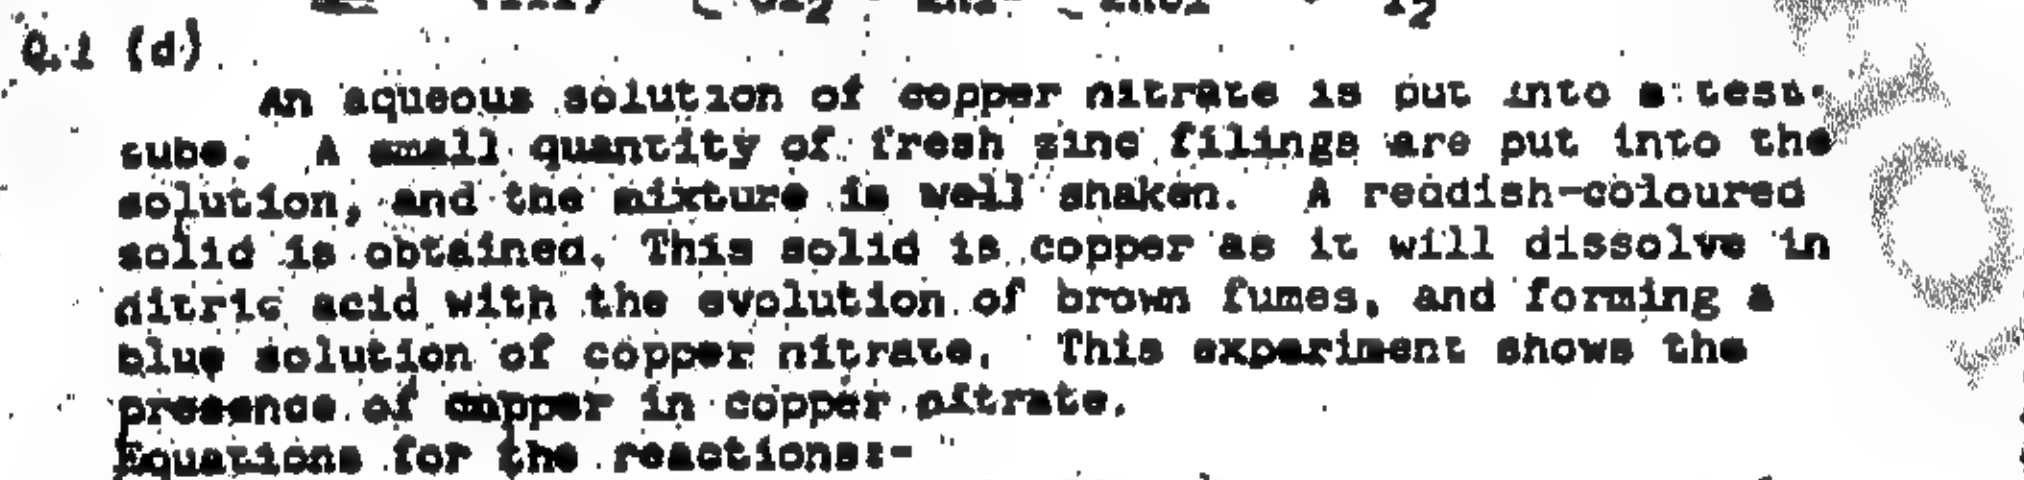 Q.1 (d)
An aqueous solution of copper nitrate is put into a test-
tube. A small quantity of fresh zinc filings are put into the
solution, and the mixture is well shaken. A reddish-coloured
solid is obtained. This solid is copper as it will dissolve in
nitric acid with the evolution of brown fumes, and forming a
blue solution of copper nitrate. This experiment shows the
presence of copper in copper nitrate.
Equations for the reactions:-